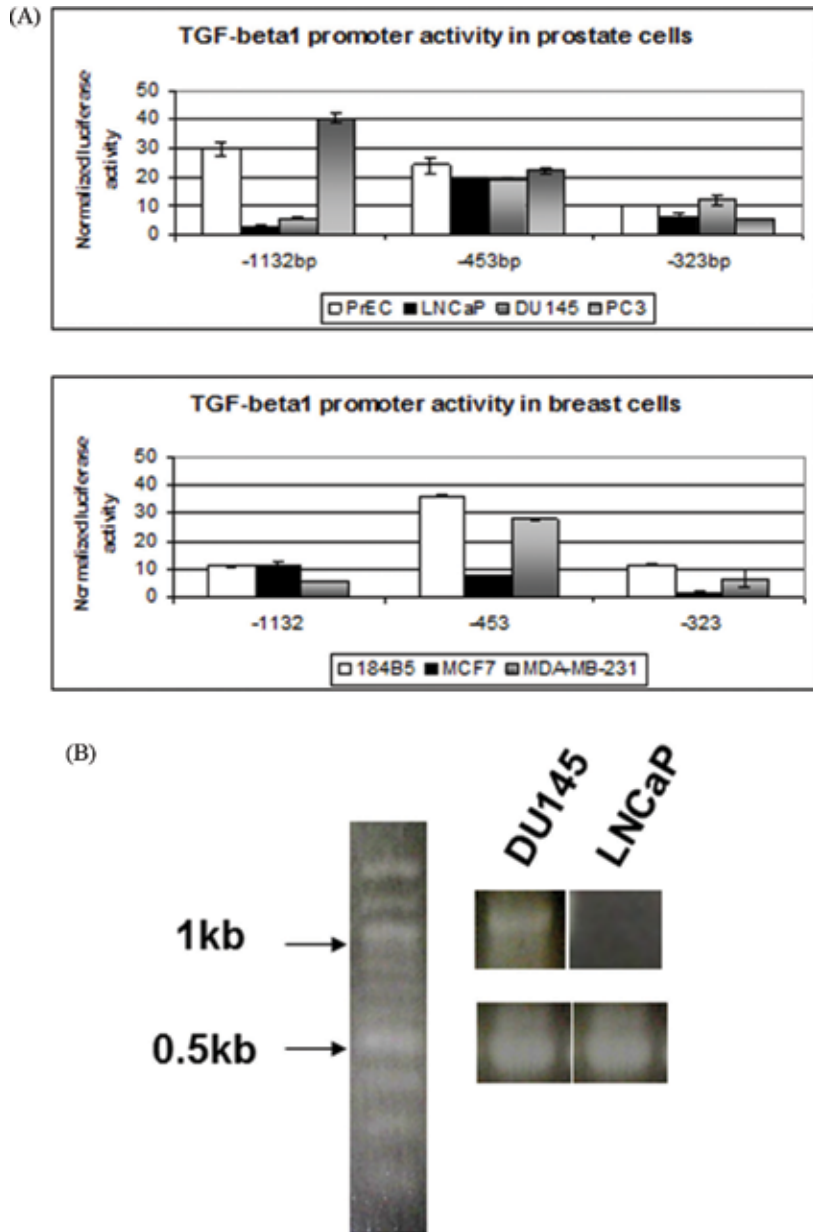 (A)
TGF-beta1 promoter activity in prostate cells
Normalized luciferase
activity
50
40
30
20
10
0
-1132bp -453bp -323bp
PrEC LNCaP DU145 PC3
TGF-beta1 promoter activity in breast cells
Normalized luciferase
activity
50
40
30
20
10
0
-1132 -453 -323
184B5 MCF7 MDA-MB-231
(B)
DU145
LNCaP
1kb
0.5kb